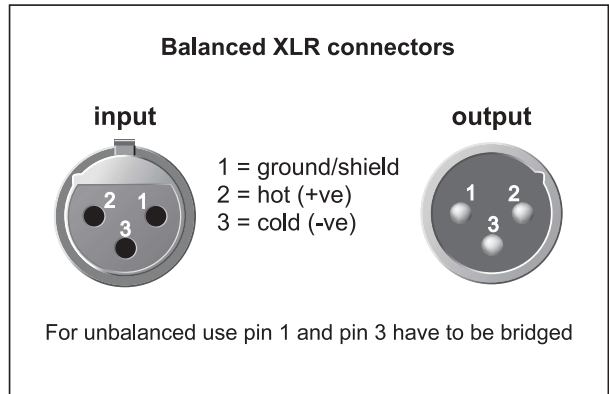 Balanced XLR connectors
input
output
1 = ground/shield
2 = hot (+ve)
3 = cold (-ve)
2 1
3
1 2
3
For unbalanced use pin 1 and pin 3 have to be bridged